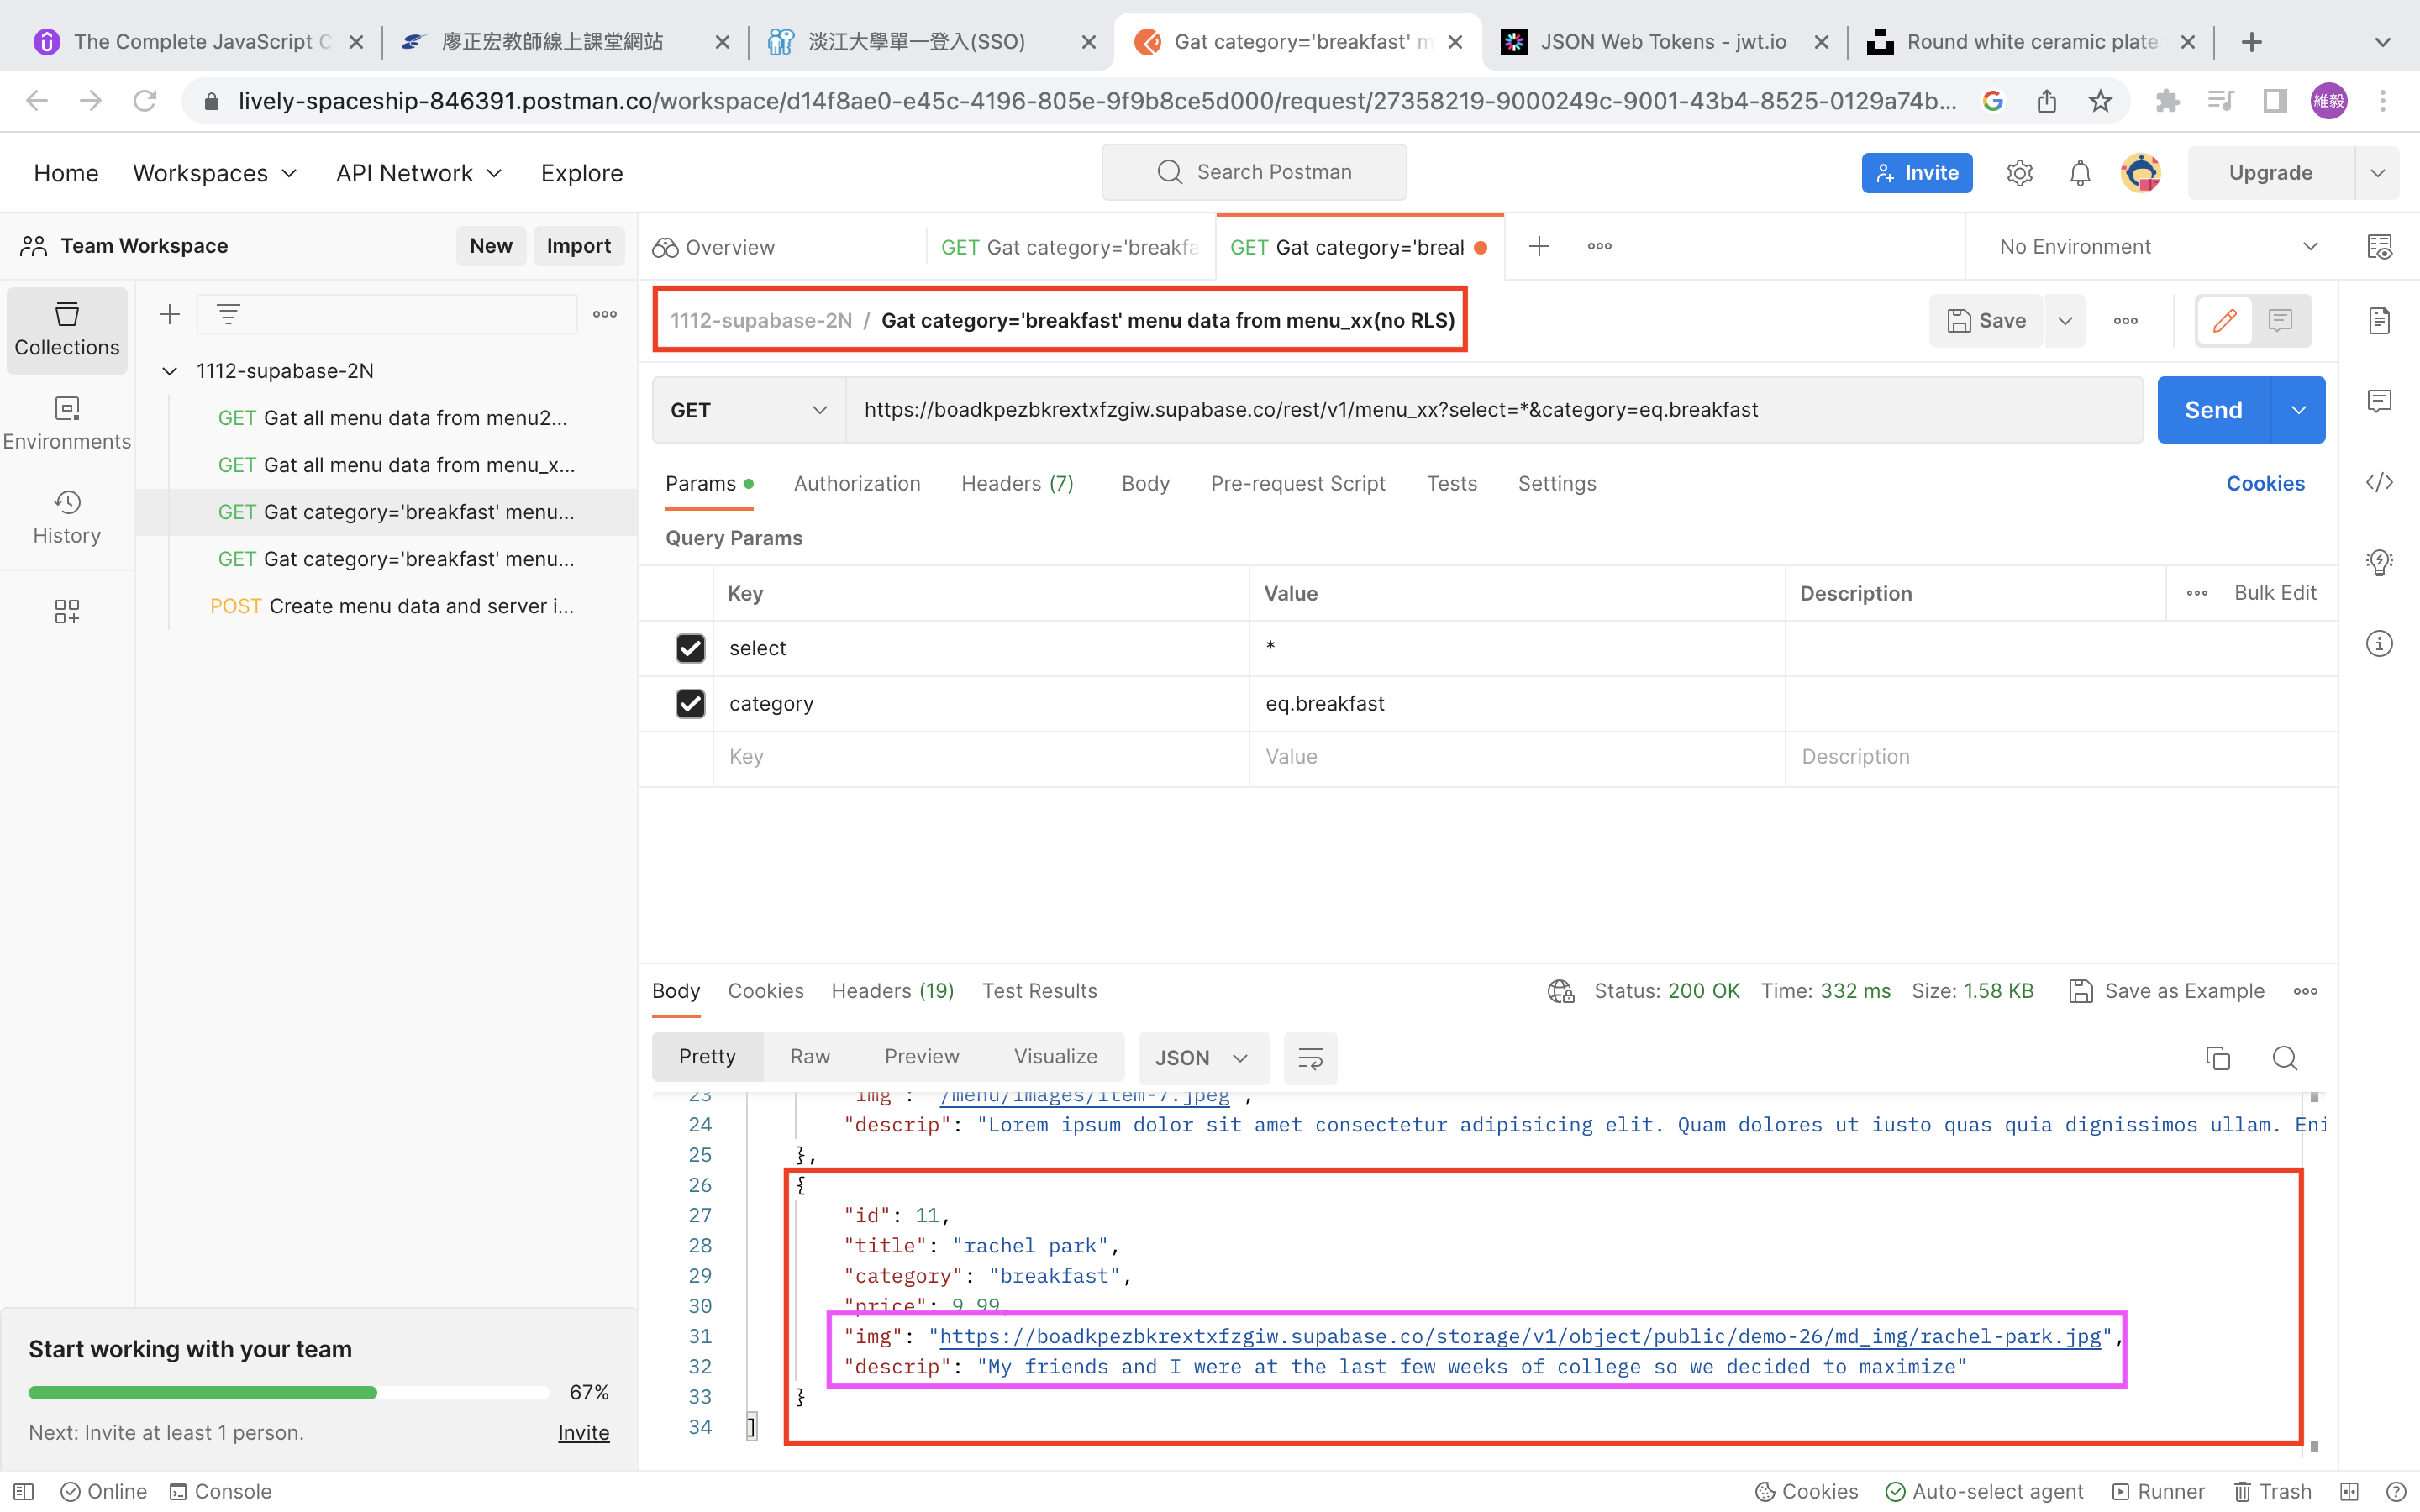 The Complete JavaScript C
廖正宏教師線上課堂網站
淡江大學單一登入(SSO)
Gat category='breakfast' m
JSON Web Tokens - jwt.io
Round white ceramic plate
lively-spaceship-846391.postman.co/workspace/d14f8ae0-e45c-4196-805e-9f9b8ce5d000/request/27358219-9000249c-9001-43b4-8525-0129a74b...
維毅
Home Workspaces API Network Explore
Search Postman
Invite
Upgrade
Team Workspace New Import
Overview
GET Gat category='breakfa
GET Gat category='breal
No Environment
1112-supabase-2N / Gat category='breakfast' menu data from menu_xx(no RLS)
Save
Collections
Environments
History
1112-supabase-2N
GET Gat all menu data from menu2...
GET Gat all menu data from menu_x...
GET Gat category='breakfast' menu...
GET Gat category='breakfast' menu...
POST Create menu data and server i...
GET https://boadkpezbkrextxfzgiw.supabase.co/rest/v1/menu_xx?select=*&category=eq.breakfast
Send
Params Authorization Headers (7) Body Pre-request Script Tests Settings Cookies
Query Params
Key Value Description Bulk Edit
select *
category eq.breakfast
Key Value Description
Body Cookies Headers (19) Test Results Status: 200 OK Time: 332 ms Size: 1.58 KB Save as Example
Pretty Raw Preview Visualize JSON
23 img : /menu/images/item-7.jpeg ,
24 "descrip": "Lorem ipsum dolor sit amet consectetur adipisicing elit. Quam dolores ut iusto quas quia dignissimos ullam. Eni
25 },
26 {
27 "id": 11,
28 "title": "rachel park",
29 "category": "breakfast",
30 "price": 9.99,
31 "img": "https://boadkpezbkrextxfzgiw.supabase.co/storage/v1/object/public/demo-26/md_img/rachel-park.jpg",
32 "descrip": "My friends and I were at the last few weeks of college so we decided to maximize"
33 }
34 ]
Start working with your team
67%
Next: Invite at least 1 person. Invite
Online Console Cookies Auto-select agent Runner Trash